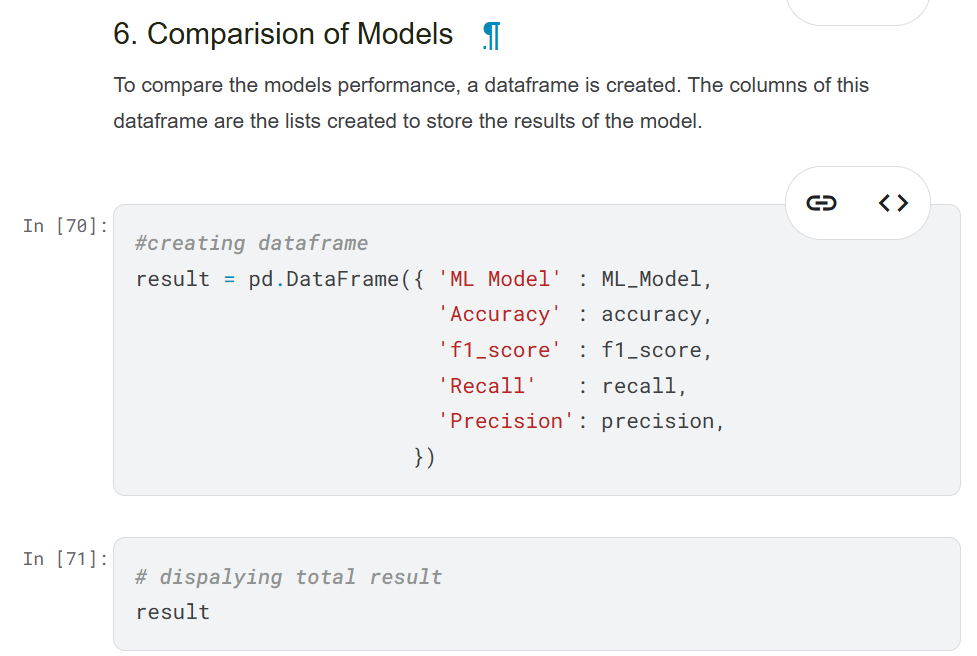 6. Comparision of Models ¶
To compare the models performance, a dataframe is created. The columns of this
dataframe are the lists created to store the results of the model.
In [70]:
#creating dataframe
result = pd.DataFrame({ 'ML Model' : ML_Model,
'Accuracy' : accuracy,
'f1_score' : f1_score,
'Recall'   : recall,
'Precision': precision,
})
In [71]:
# dispalying total result
result